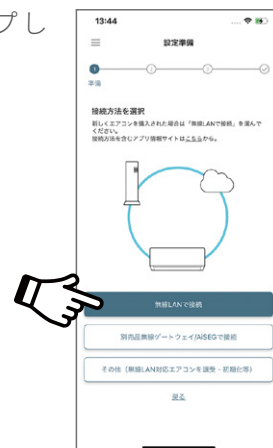 プし
13:44
設定準備
1
2
3
準備
接続方法を選択
新しくエアコンを購入された場合は「無線LANで接続」を選んで
ください。
接続方法を含むアプリ情報サイトはこちらから。
無線LANで接続
別売品無線ゲートウェイ/AiSEGで接続
その他（無線LAN対応エアコンを譲受・初期化等）
戻る